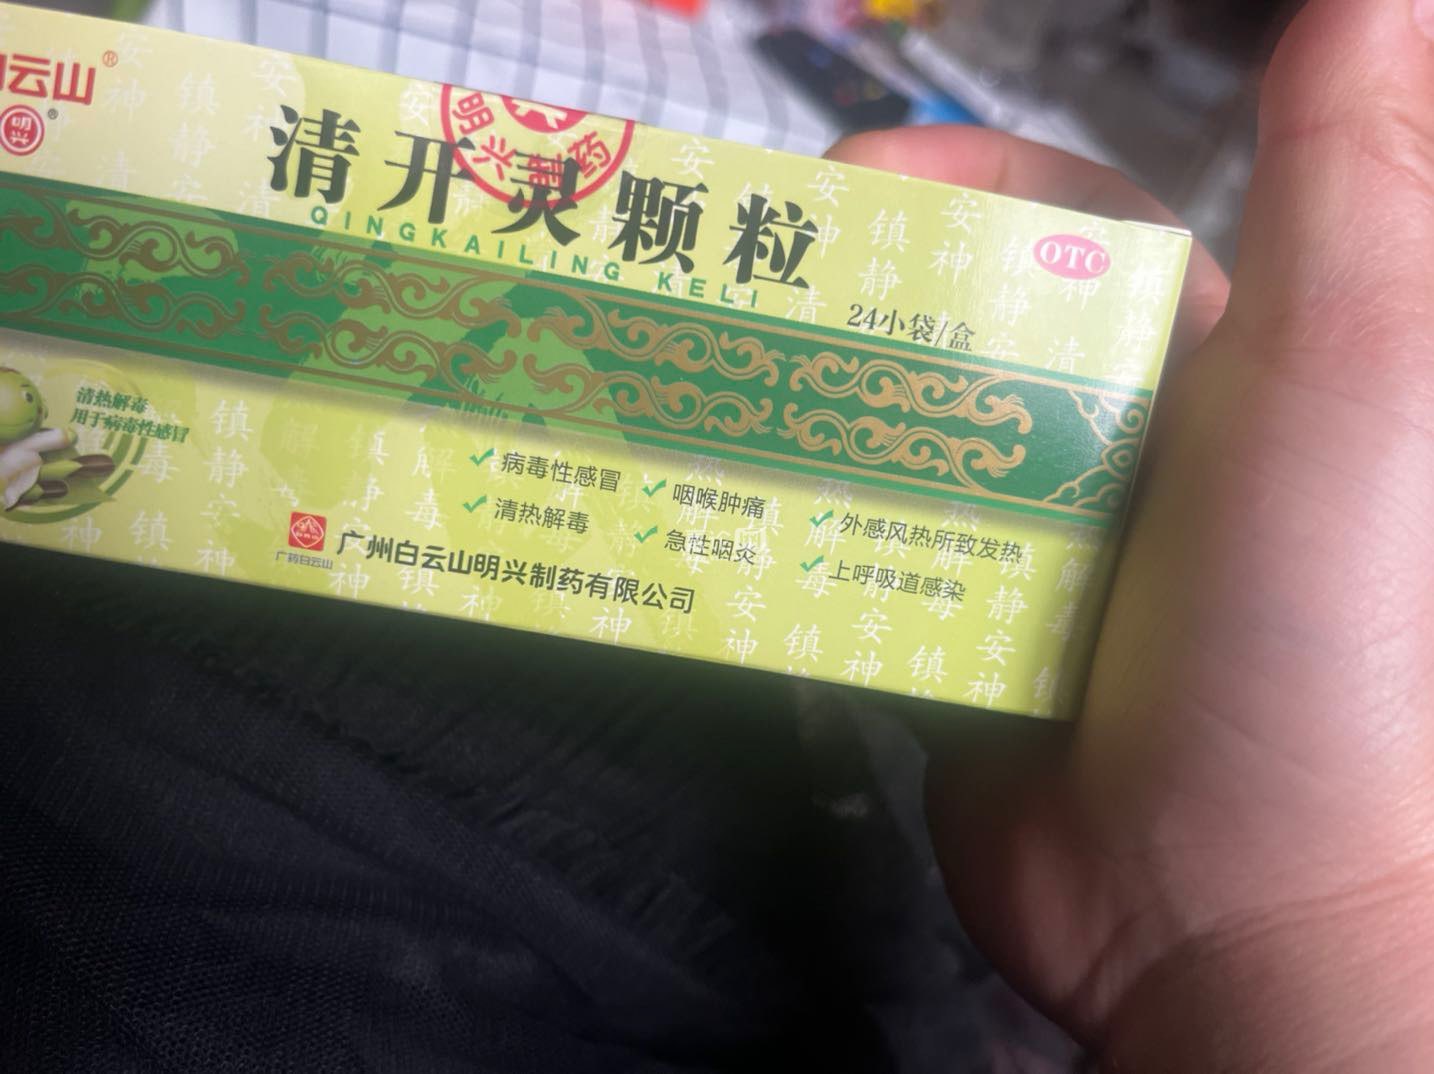 白云山®
明兴®
清开灵颗粒
明兴制药
QINGKAILING KELI
OTC
24小袋/盒
清热解毒
用于病毒性感冒
病毒性感冒
咽喉肿痛
外感风热所致发热
清热解毒
急性咽炎
上呼吸道感染
广药白云山
广州白云山明兴制药有限公司